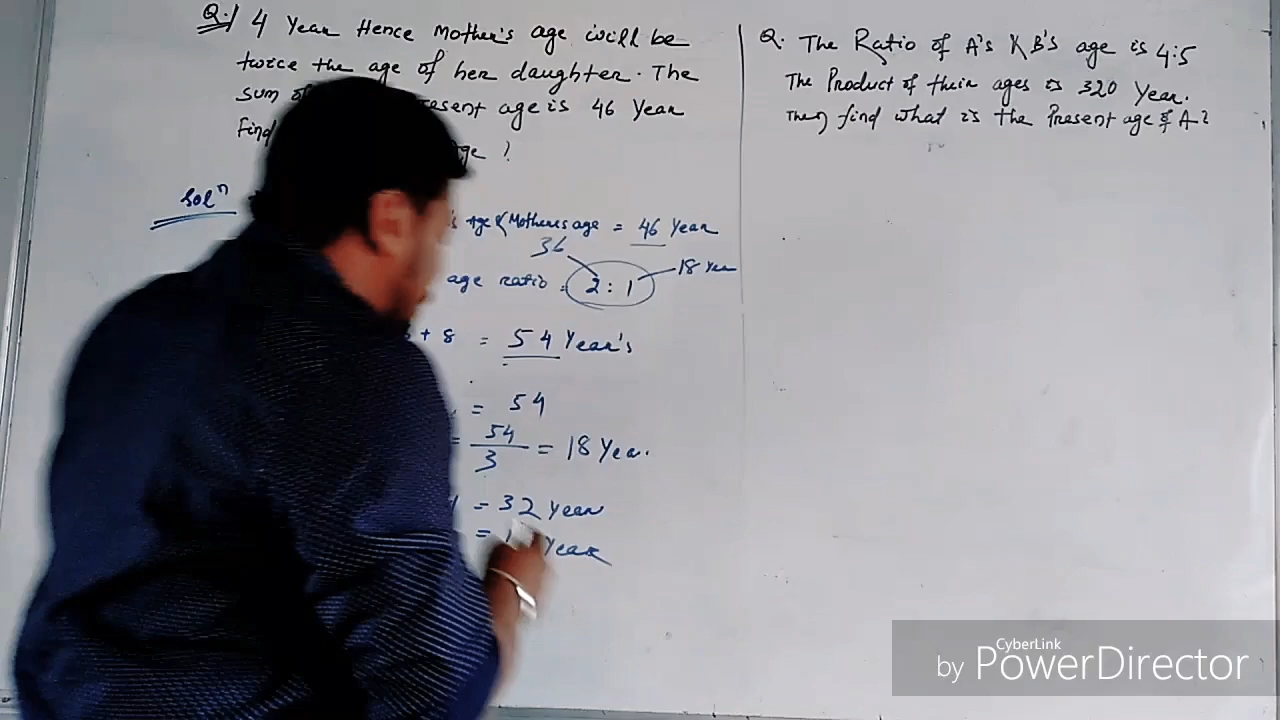 Q.1 4 Year Hence Mother's age will be
twice the age of her daughter. The
sum of Present age is 46 Year
Find age ?
Solⁿ
Age & Mother's age = 46 Year
36
age ratio = 2 : 1 18 Year
+ 8 = 54 Year's
= 54
= 54/3 = 18 Year.
= 32 Year
= Year
Q. The Ratio of A's & B's age is 4:5
The Product of their ages is 320 Year.
Then find what is the Present age of A?
CyberLink
by PowerDirector